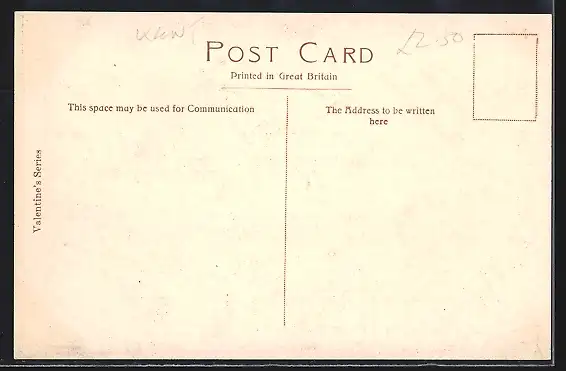 KENT
£2.50
POST CARD
Printed in Great Britain
This space may be used for Communication
The Address to be written
here
Valentine's Series